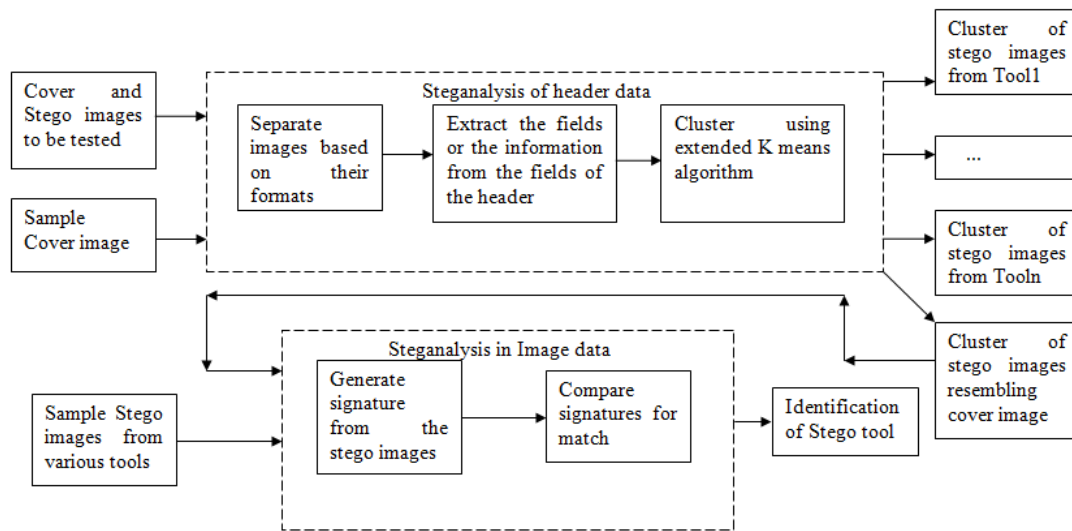 Cluster of
stego images
from Tool1
Cover and
Stego images
to be tested
Steganalysis of header data
Separate
images based
on their
formats
Extract the fields
or the information
from the fields of
the header
Cluster using
extended K means
algorithm
...
Sample
Cover image
Cluster of
stego images
from Tooln
Steganalysis in Image data
Cluster of
stego images
resembling
cover image
Sample Stego
images from
various tools
Generate
signature
from the
stego images
Compare
signatures for
match
Identification
of Stego tool